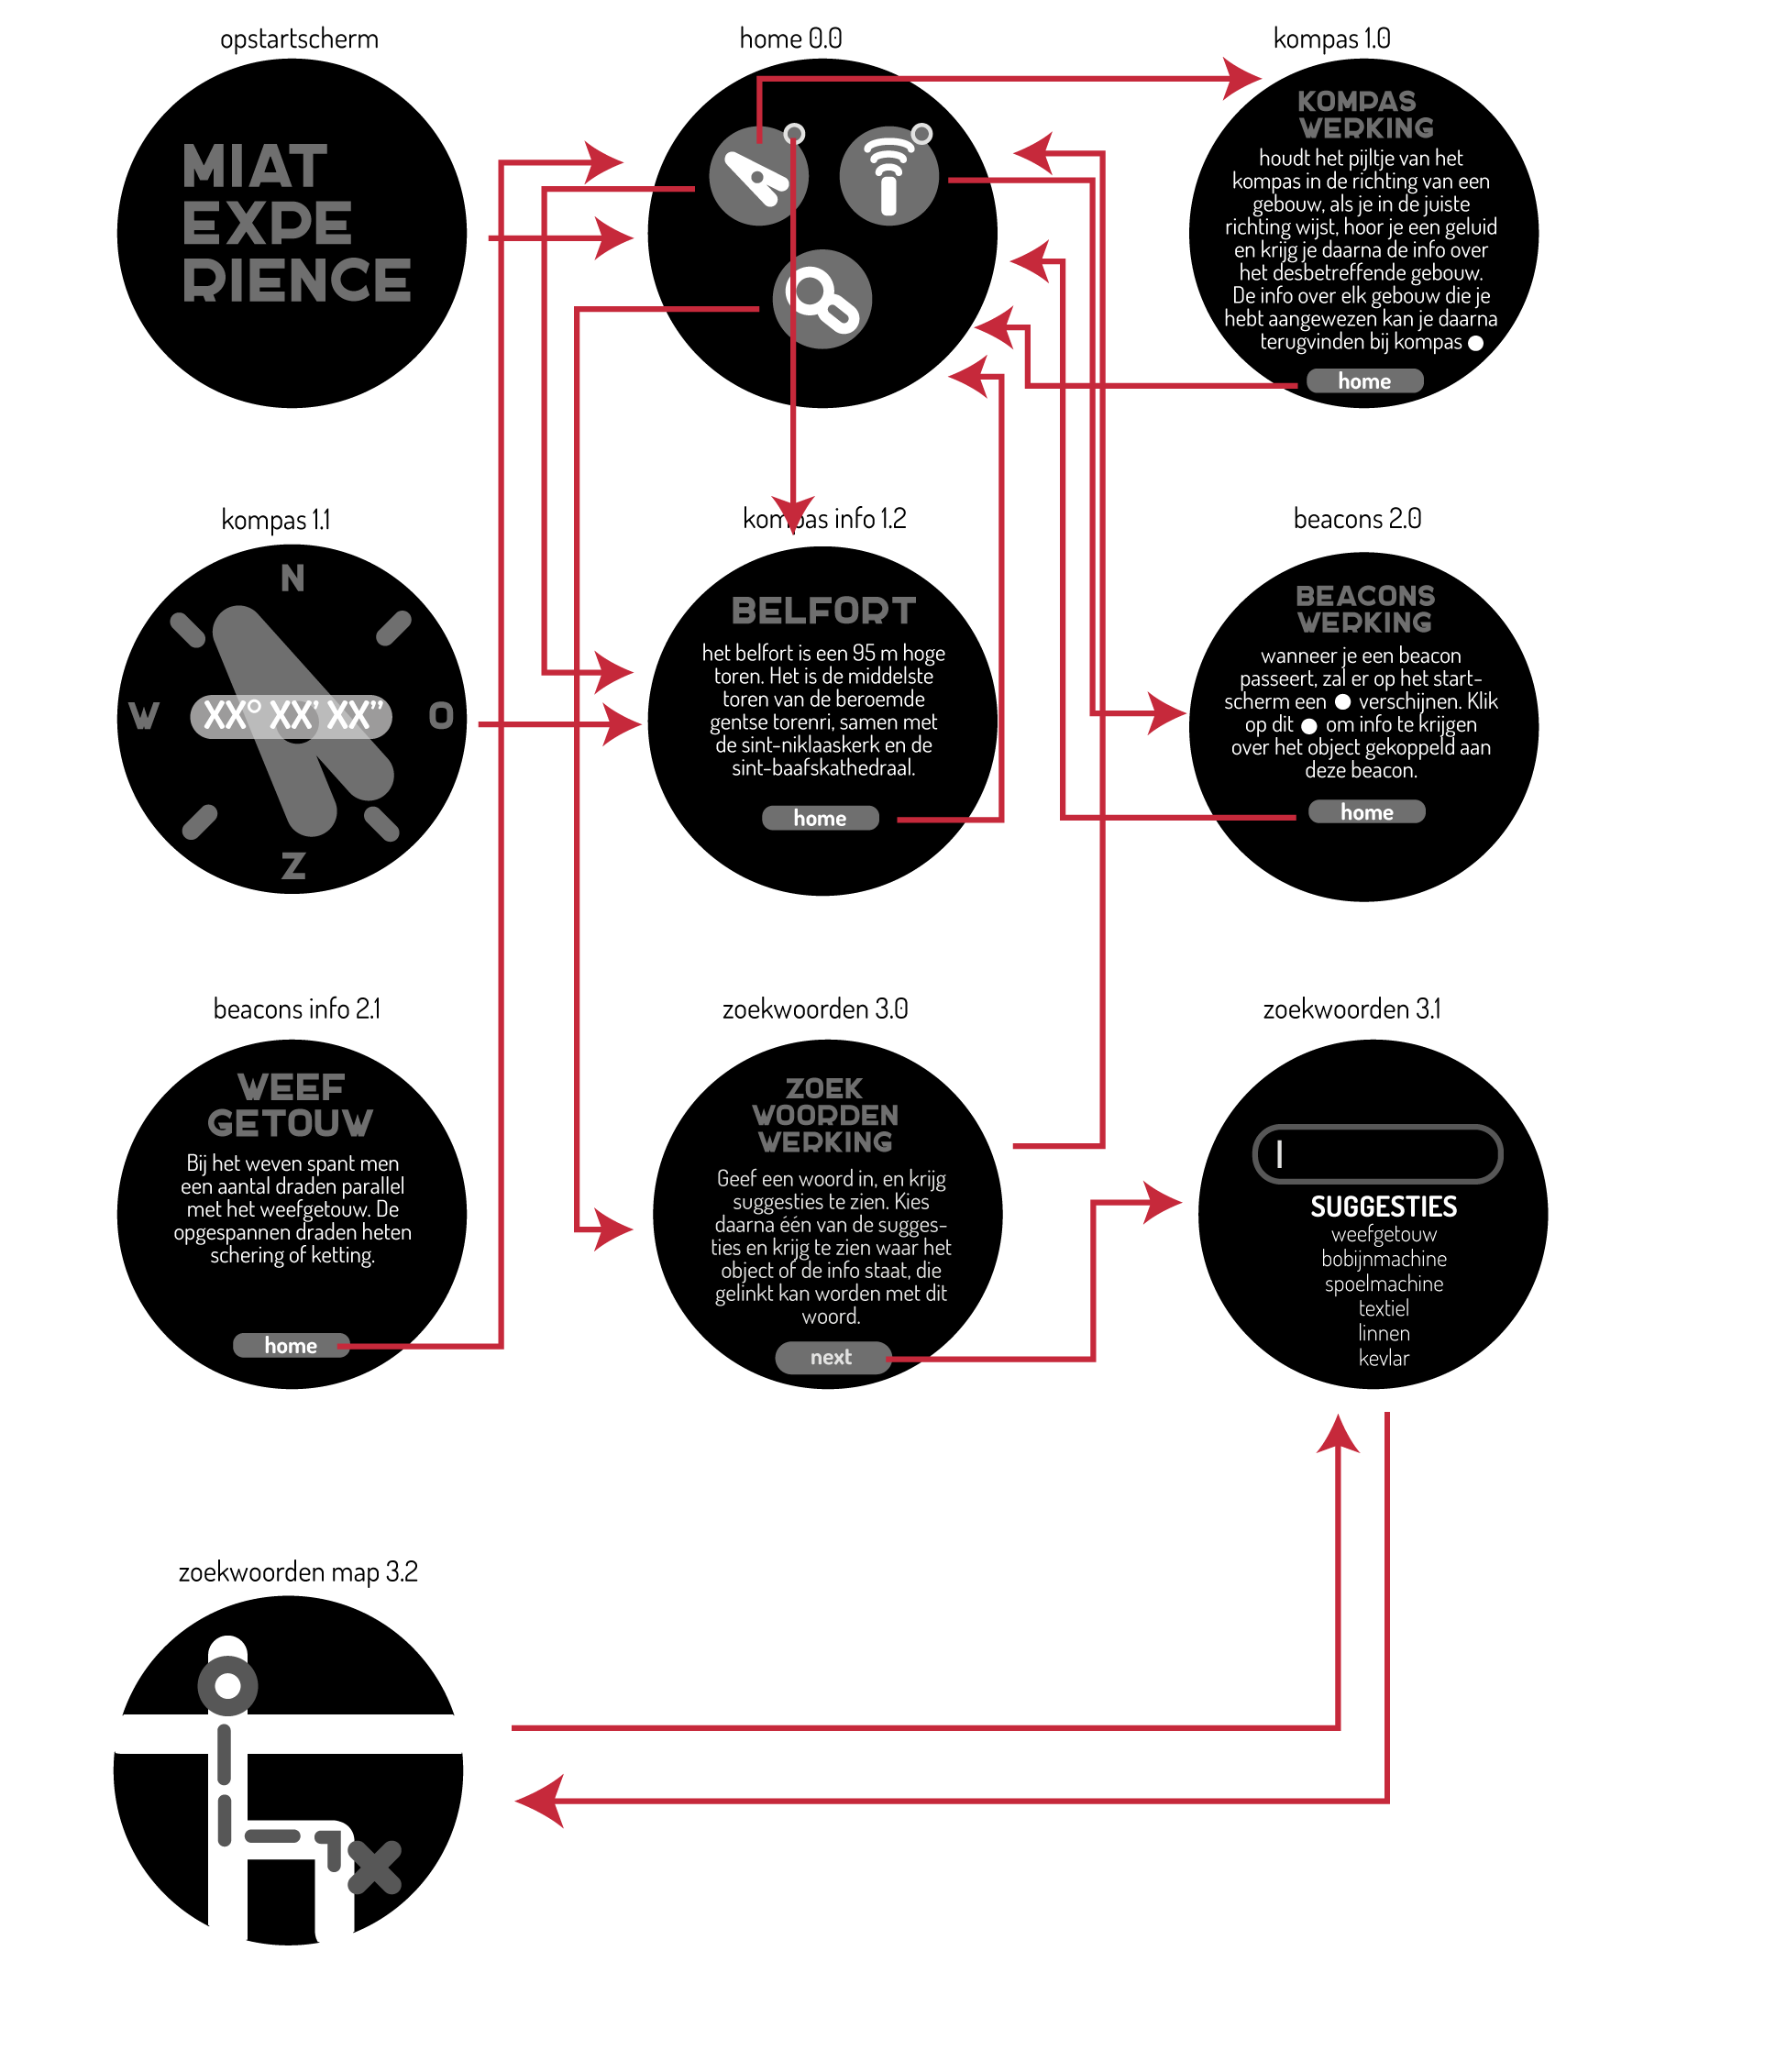 opstartscherm
MIAT
EXPE
RIENCE
home 0.0
kompas 1.0
KOMPAS
WERKING
houdt het pijltje van het
kompas in de richting van een
gebouw, als je in de juiste
richting wijst, hoor je een geluid
en krijg je daarna de info over
het desbetreffende gebouw.
De info over elk gebouw die je
hebt aangewezen kan je daarna
terugvinden bij kompas
home
kompas 1.1
N
W
XX° XX' XX”
O
Z
kompas info 1.2
BELFORT
het belfort is een 95 m hoge
toren. Het is de middelste
toren van de beroemde
gentse torenri, samen met
de sint-niklaaskerk en de
sint-baafskathedraal.
home
beacons 2.0
BEACONS
WERKING
wanneer je een beacon
passeert, zal er op het start-
scherm een verschijnen. Klik
op dit om info te krijgen
over het object gekoppeld aan
deze beacon.
home
beacons info 2.1
WEEF
GETOUW
Bij het weven spant men
een aantal draden parallel
met het weefgetouw. De
opgespannen draden heten
schering of ketting.
home
zoekwoorden 3.0
ZOEK
WOORDEN
WERKING
Geef een woord in, en krijg
suggesties te zien. Kies
daarna één van de sugges-
ties en krijg te zien waar het
object of de info staat, die
gelinkt kan worden met dit
woord.
next
zoekwoorden 3.1
SUGGESTIES
weefgetouw
bobijnmachine
spoelmachine
textiel
linnen
kevlar
zoekwoorden map 3.2